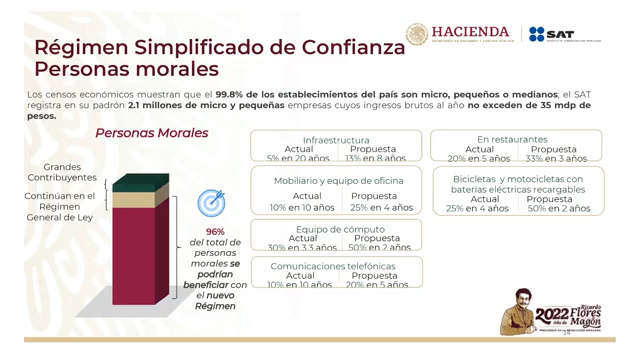 HACIENDA
SAT
Régimen Simplificado de Confianza
Personas morales
Los censos económicos muestran que el 99.8% de los establecimientos del país son micro, pequeños o medianos; el SAT
registra en su padrón 2.1 millones de micro y pequeñas empresas cuyos ingresos brutos al año no exceden de 35 mdp de
pesos.
Personas Morales
Grandes
Contribuyentes
Continúan en el
Régimen
General de Ley
96%
del total de
personas
morales se
podrían
beneficiar con
el nuevo
Régimen
Infraestructura
Actual Propuesta
5% en 20 años 13% en 8 años
Mobiliario y equipo de oficina
Actual Propuesta
10% en 10 años 25% en 4 años
Equipo de cómputo
Actual Propuesta
30% en 3.3 años 50% en 2 años
Comunicaciones telefónicas
Actual Propuesta
10% en 10 años 20% en 5 años
En restaurantes
Actual Propuesta
20% en 5 años 33% en 3 años
Bicicletas y motocicletas con
baterías eléctricas recargables
Actual Propuesta
25% en 4 años 50% en 2 años
2022 Ricardo
Flores
Año de Magón
14